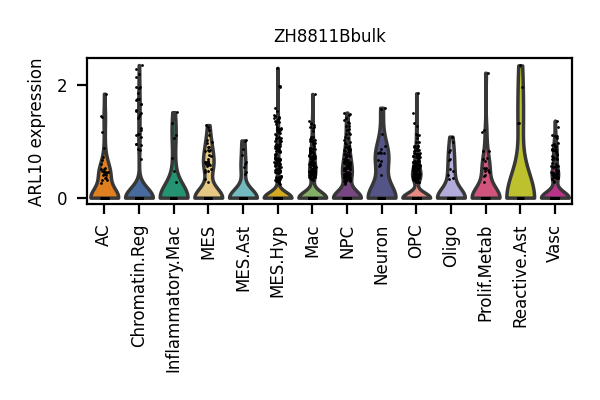 ZH8811Bbulk
ARL10 expression
2
0
AC
Chromatin.Reg
Inflammatory.Mac
MES
MES.Ast
MES.Hyp
Mac
NPC
Neuron
OPC
Oligo
Prolif.Metab
Reactive.Ast
Vasc